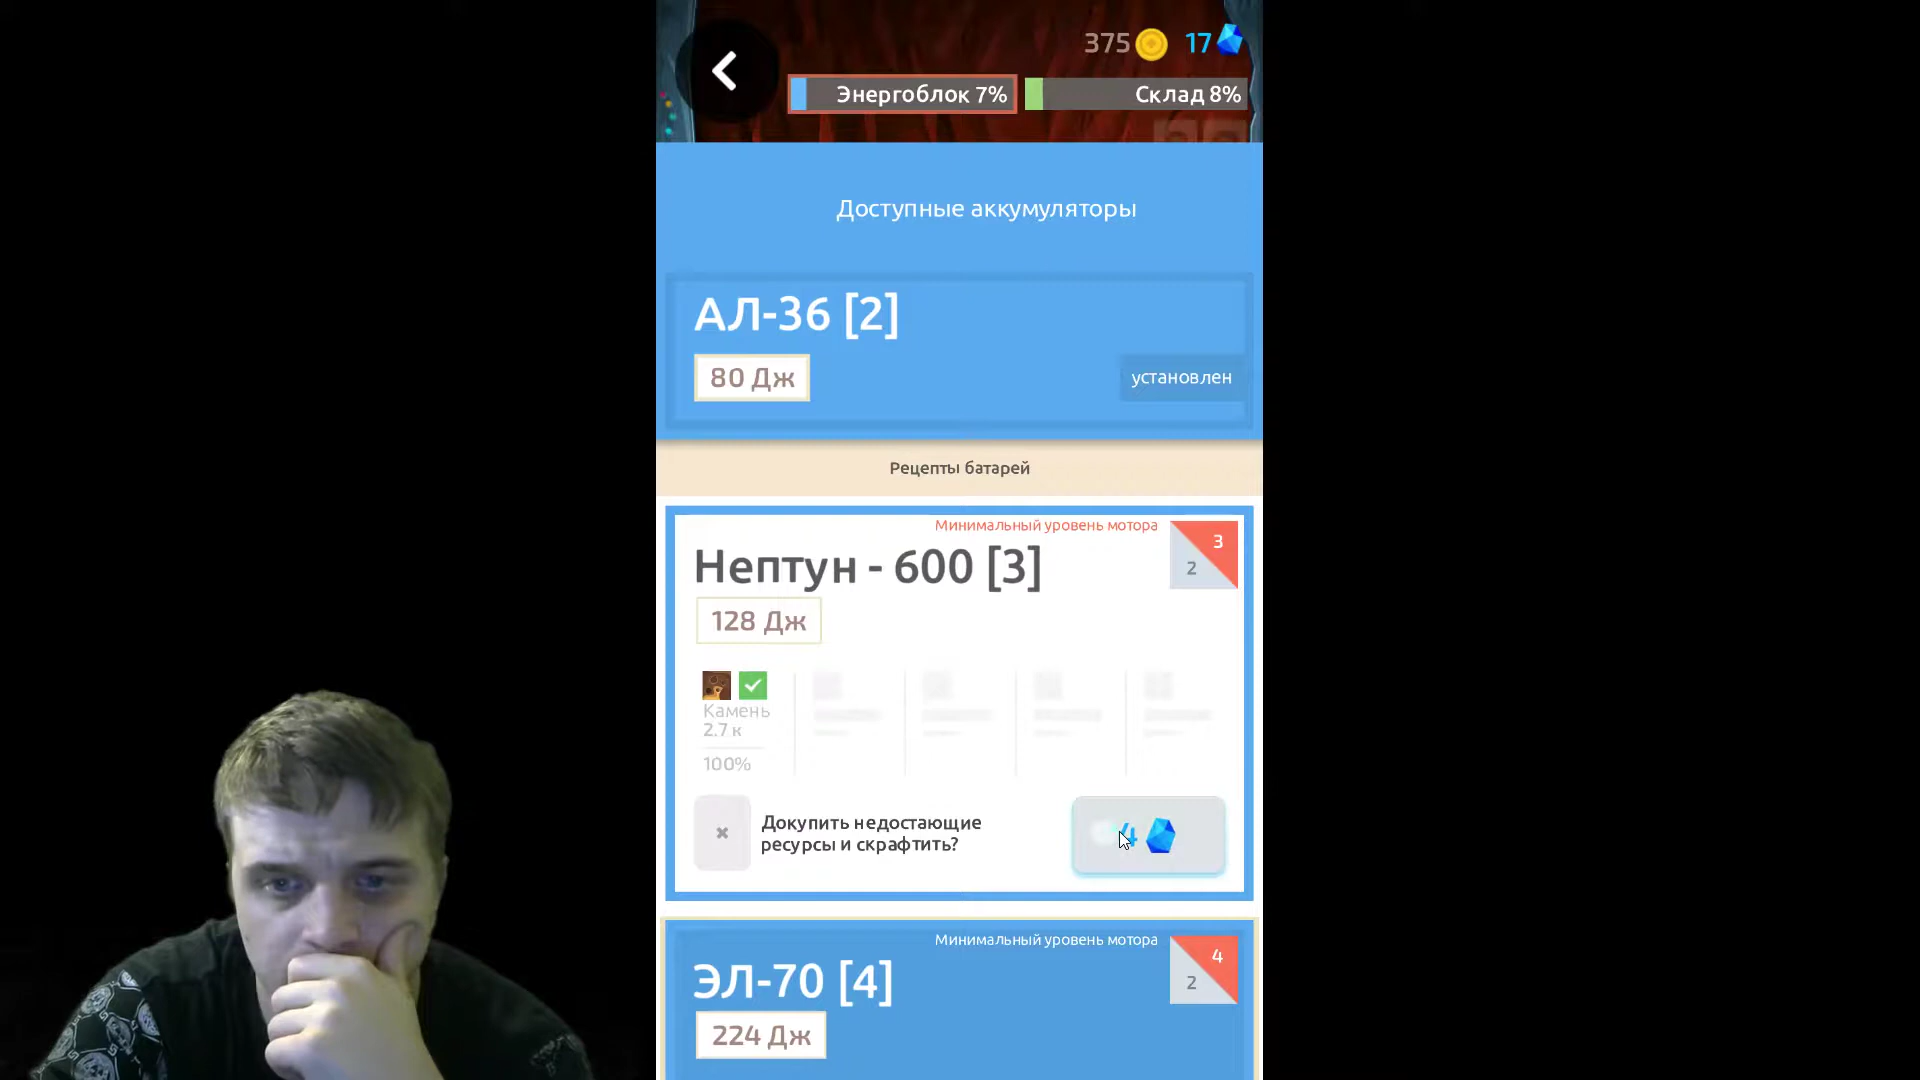 375 17
Энергоблок 7% Склад 8%
Доступные аккумуляторы
АЛ-36 [2]
80 Дж
установлен
Рецепты батарей
Минимальный уровень мотора
3
2
Нептун - 600 [3]
128 Дж
Камень
2.7 к
100%
Докупить недостающие
ресурсы и скрафтить?
Минимальный уровень мотора
4
2
ЭЛ-70 [4]
224 Дж